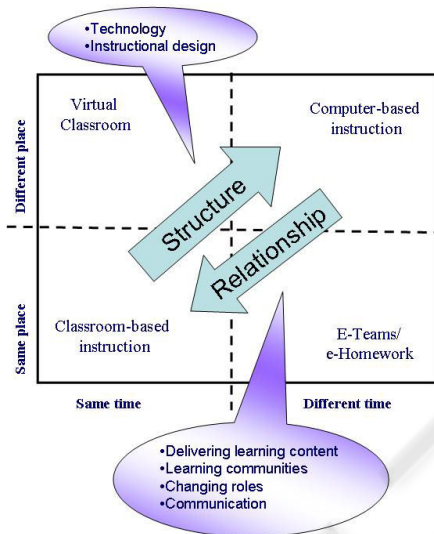 •Technology
•Instructional design
Virtual
Classroom
Computer-based
instruction
Different place
Structure
Relationship
Same place
Classroom-based
instruction
E-Teams/
e-Homework
Same time
Different time
•Delivering learning content
•Learning communities
•Changing roles
•Communication